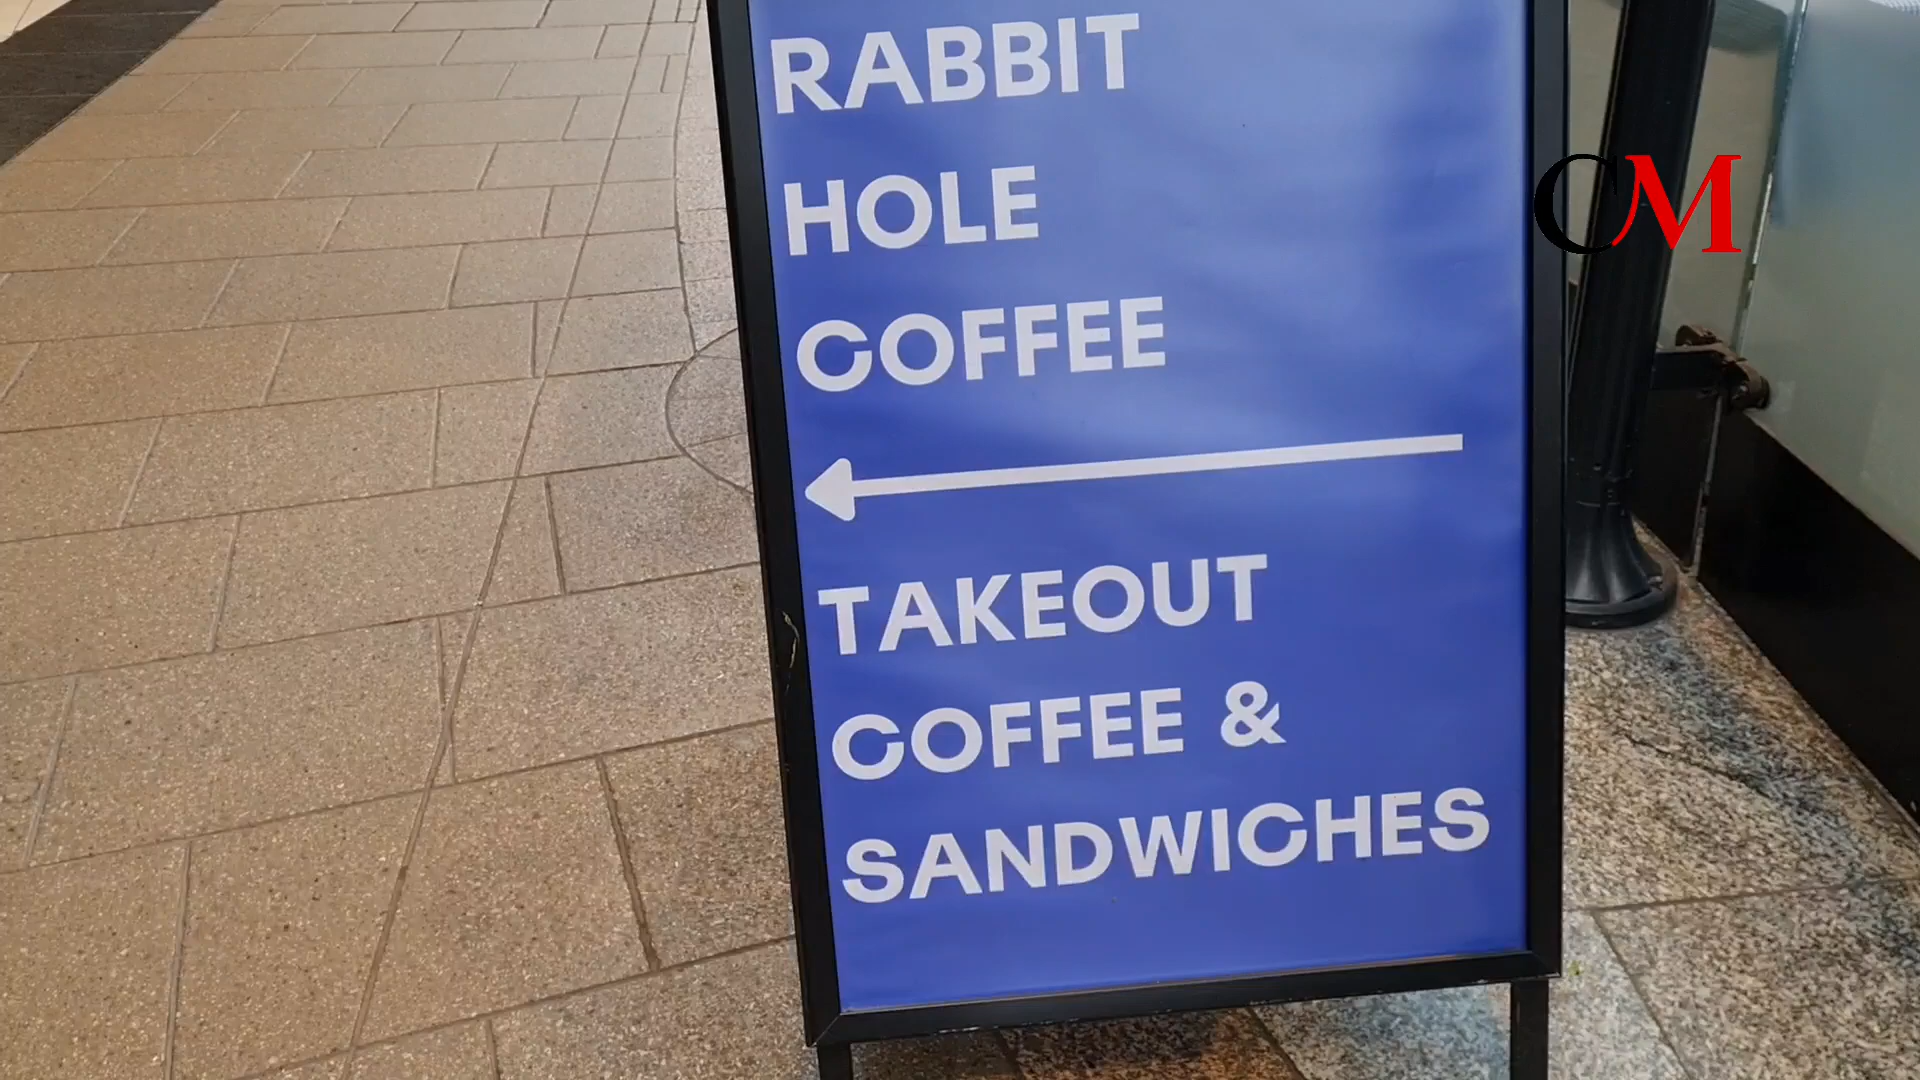 RABBIT
HOLE
COFFEE
TAKEOUT
COFFEE &
SANDWICHES
CM